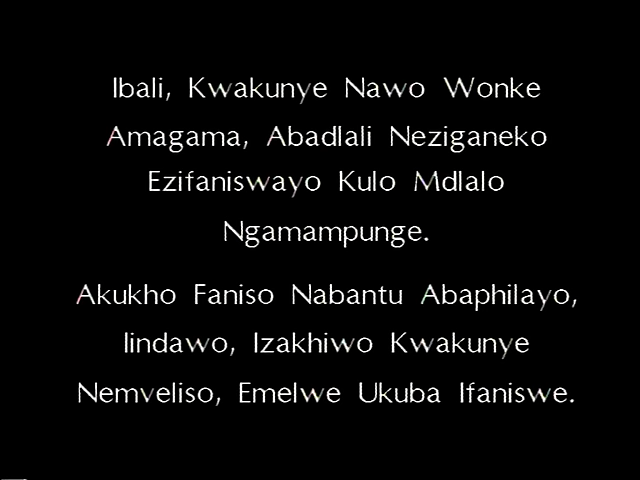 Ibali, Kwakunye Nawo Wonke
Amagama, Abadlali Neziganeko
Ezifaniswayo Kulo Mdlalo
Ngamampunge.
Akukho Faniso Nabantu Abaphilayo,
Iindawo, Izakhiwo Kwakunye
Nemveliso, Emelwe Ukuba Ifaniswe.